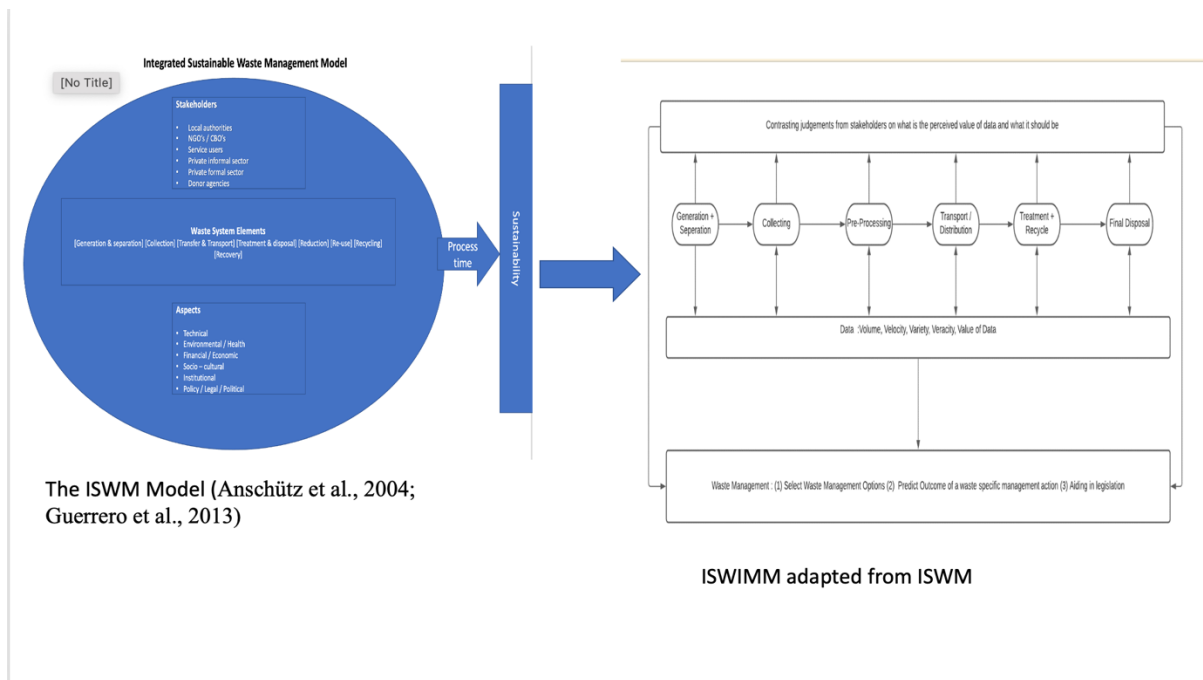 Integrated Sustainable Waste Management Model
[No Title]
Stakeholders
• Local authorities
• NGO's / CBO's
• Service users
• Private informal sector
• Private formal sector
• Donor agencies
Waste System Elements
[Generation & separation] [Collection] [Transfer & Transport] [Treatment & disposal] [Reduction] [Re-use] [Recycling]
[Recovery]
Aspects
• Technical
• Environmental / Health
• Financial / Economic
• Socio – cultural
• Institutional
• Policy / Legal / Political
Process
time
Sustainability
The ISWM Model (Anschütz et al., 2004;
Guerrero et al., 2013)
Contrasting judgements from stakeholders on what is the perceived value of data and what it should be
Generation +
Seperation
Collecting
Pre-Processing
Transport /
Distribution
Treatment +
Recycle
Final Disposal
Data :Volume, Velocity, Variety, Veracity, Value of Data
Waste Management : (1) Select Waste Management Options (2) Predict Outcome of a waste specific management action (3) Aiding in legislation
ISWIMM adapted from ISWM